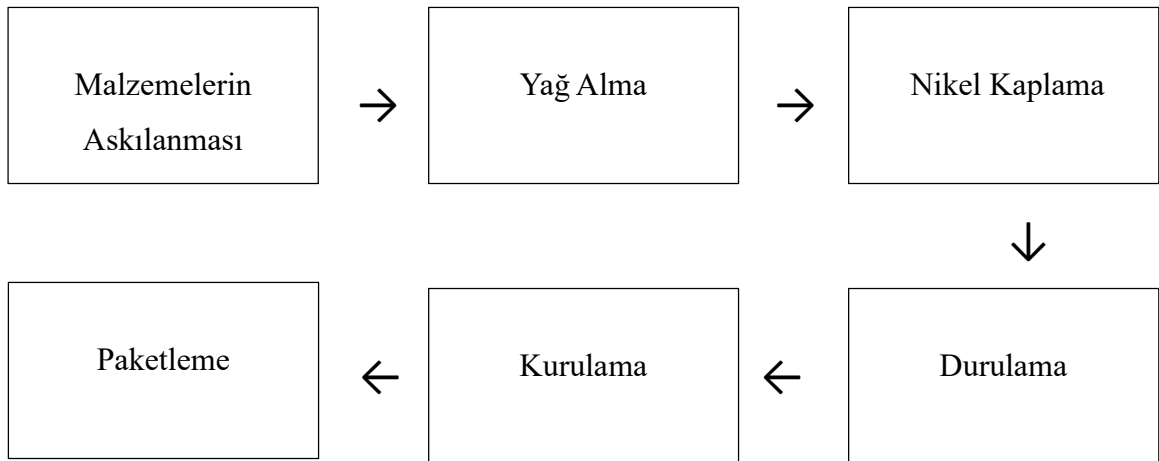 Malzemelerin
Askılanması
Yağ Alma
Nikel Kaplama
Durulama
Kurulama
Paketleme